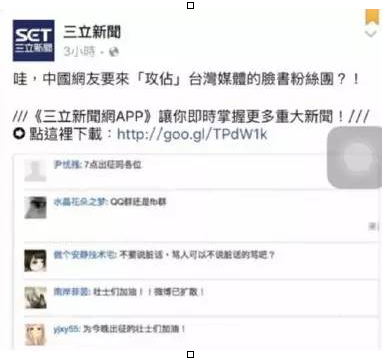 SET
三立新聞
三立新聞
3小時
哇，中國網友要來「攻佔」台灣媒體的臉書粉絲團？！
///《三立新聞網APP》讓你即時掌握更多重大新聞！///
點這裡下載：http://goo.gl/TPdW1k
尹忧残: 7点出征吗各位
水晶花朵之梦: QQ群还是fb群
做个安静技术宅: 不要说脏话，骂人可以不说脏话的骂吧？
南岸菲茵: 壮士们加油！！微博已扩散！
yjxy55: 为今晚出征的壮士们加油！